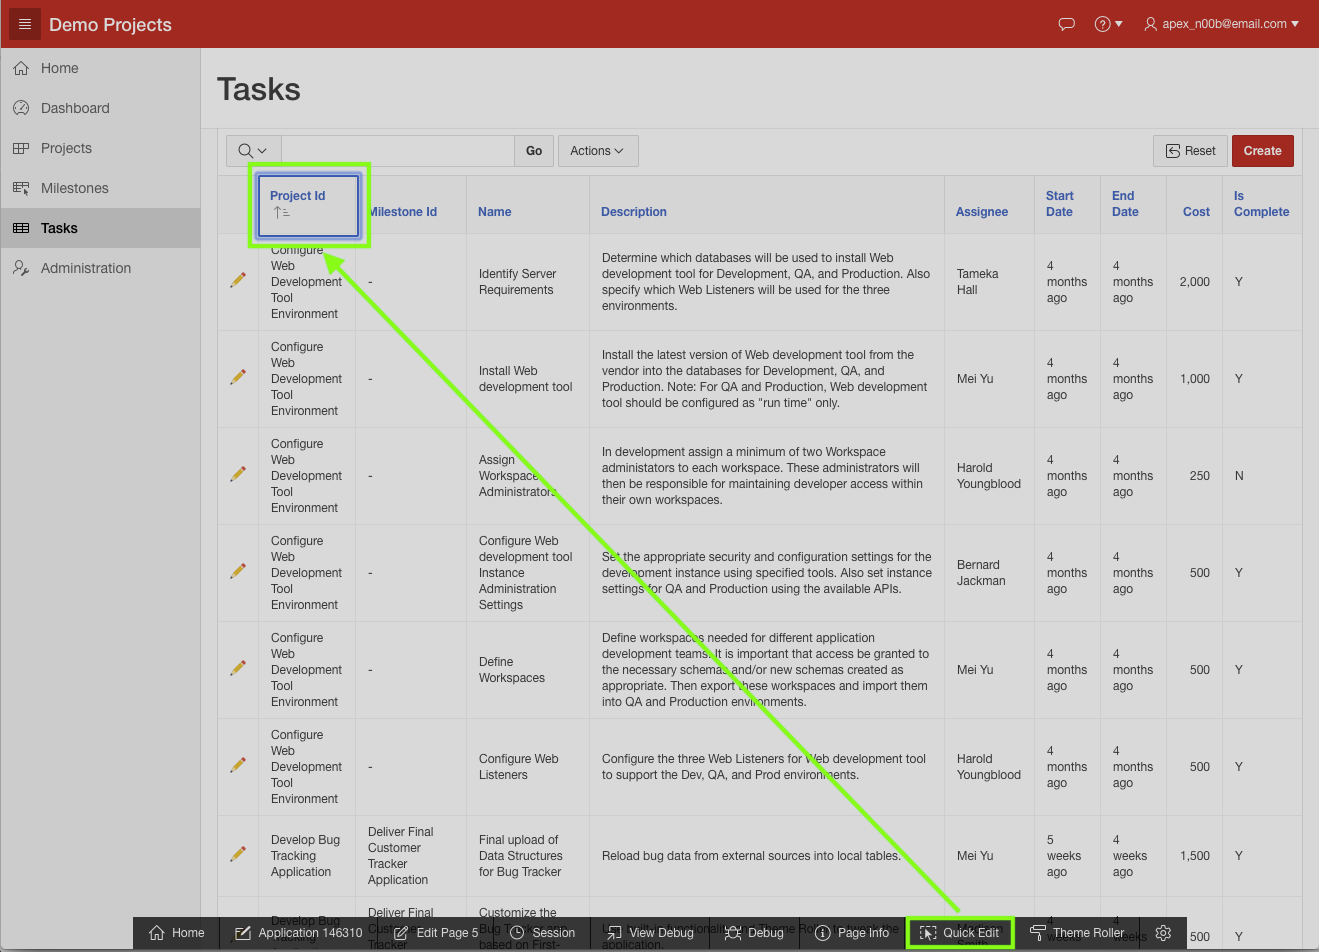 Demo Projects
apex_n00b@email.com
Home
Dashboard
Projects
Milestones
Tasks
Administration
Tasks
Go
Actions
Reset
Create
Project Id
Milestone Id
Name
Description
Assignee
Start
Date
End
Date
Cost
Is
Complete
Configure
Web
Development
Tool
Environment
-
Identify Server
Requirements
Determine which databases will be used to install Web
development tool for Development, QA, and Production. Also
specify which Web Listeners will be used for the three
environments.
Tameka
Hall
4
months
ago
4
months
ago
2,000
Y
Configure
Web
Development
Tool
Environment
-
Install Web
development tool
Install the latest version of Web development tool from the
vendor into the databases for Development, QA, and
Production. Note: For QA and Production, Web development
tool should be configured as "run time" only.
Mei Yu
4
months
ago
4
months
ago
1,000
Y
Configure
Web
Development
Tool
Environment
-
Assign
Workspace
Administrators
In development assign a minimum of two Workspace
administators to each workspace. These administrators will
then be responsible for maintaining developer access within
their own workspaces.
Harold
Youngblood
4
months
ago
4
months
ago
250
N
Configure
Web
Development
Tool
Environment
-
Configure Web
development tool
Instance
Administration
Settings
Set the appropriate security and configuration settings for the
development instance using specified tools. Also set instance
settings for QA and Production using the available APIs.
Bernard
Jackman
4
months
ago
4
months
ago
500
Y
Configure
Web
Development
Tool
Environment
-
Define
Workspaces
Define workspaces needed for different application
development teams. It is important that access be granted to
the necessary schemas and/or new schemas created as
appropriate. Then export these workspaces and import them
into QA and Production environments.
Mei Yu
4
months
ago
4
months
ago
500
Y
Configure
Web
Development
Tool
Environment
-
Configure Web
Listeners
Configure the three Web Listeners for Web development tool
to support the Dev, QA, and Prod environments.
Harold
Youngblood
4
months
ago
4
months
ago
500
Y
Develop Bug
Tracking
Application
Deliver Final
Customer
Tracker
Application
Final upload of
Data Structures
for Bug Tracker
Reload bug data from external sources into local tables.
Mei Yu
5
weeks
ago
4
weeks
ago
1,500
Y
Develop Bug
Tracking
Deliver Final
Customer
Customize the
Bug Tracker app
based on First-
application.
Madison
Smith
weeks
weeks
500
Y
Home
Application 146310
Edit Page 5
Session
View Debug
Debug
Page Info
Quick Edit
Theme Roller